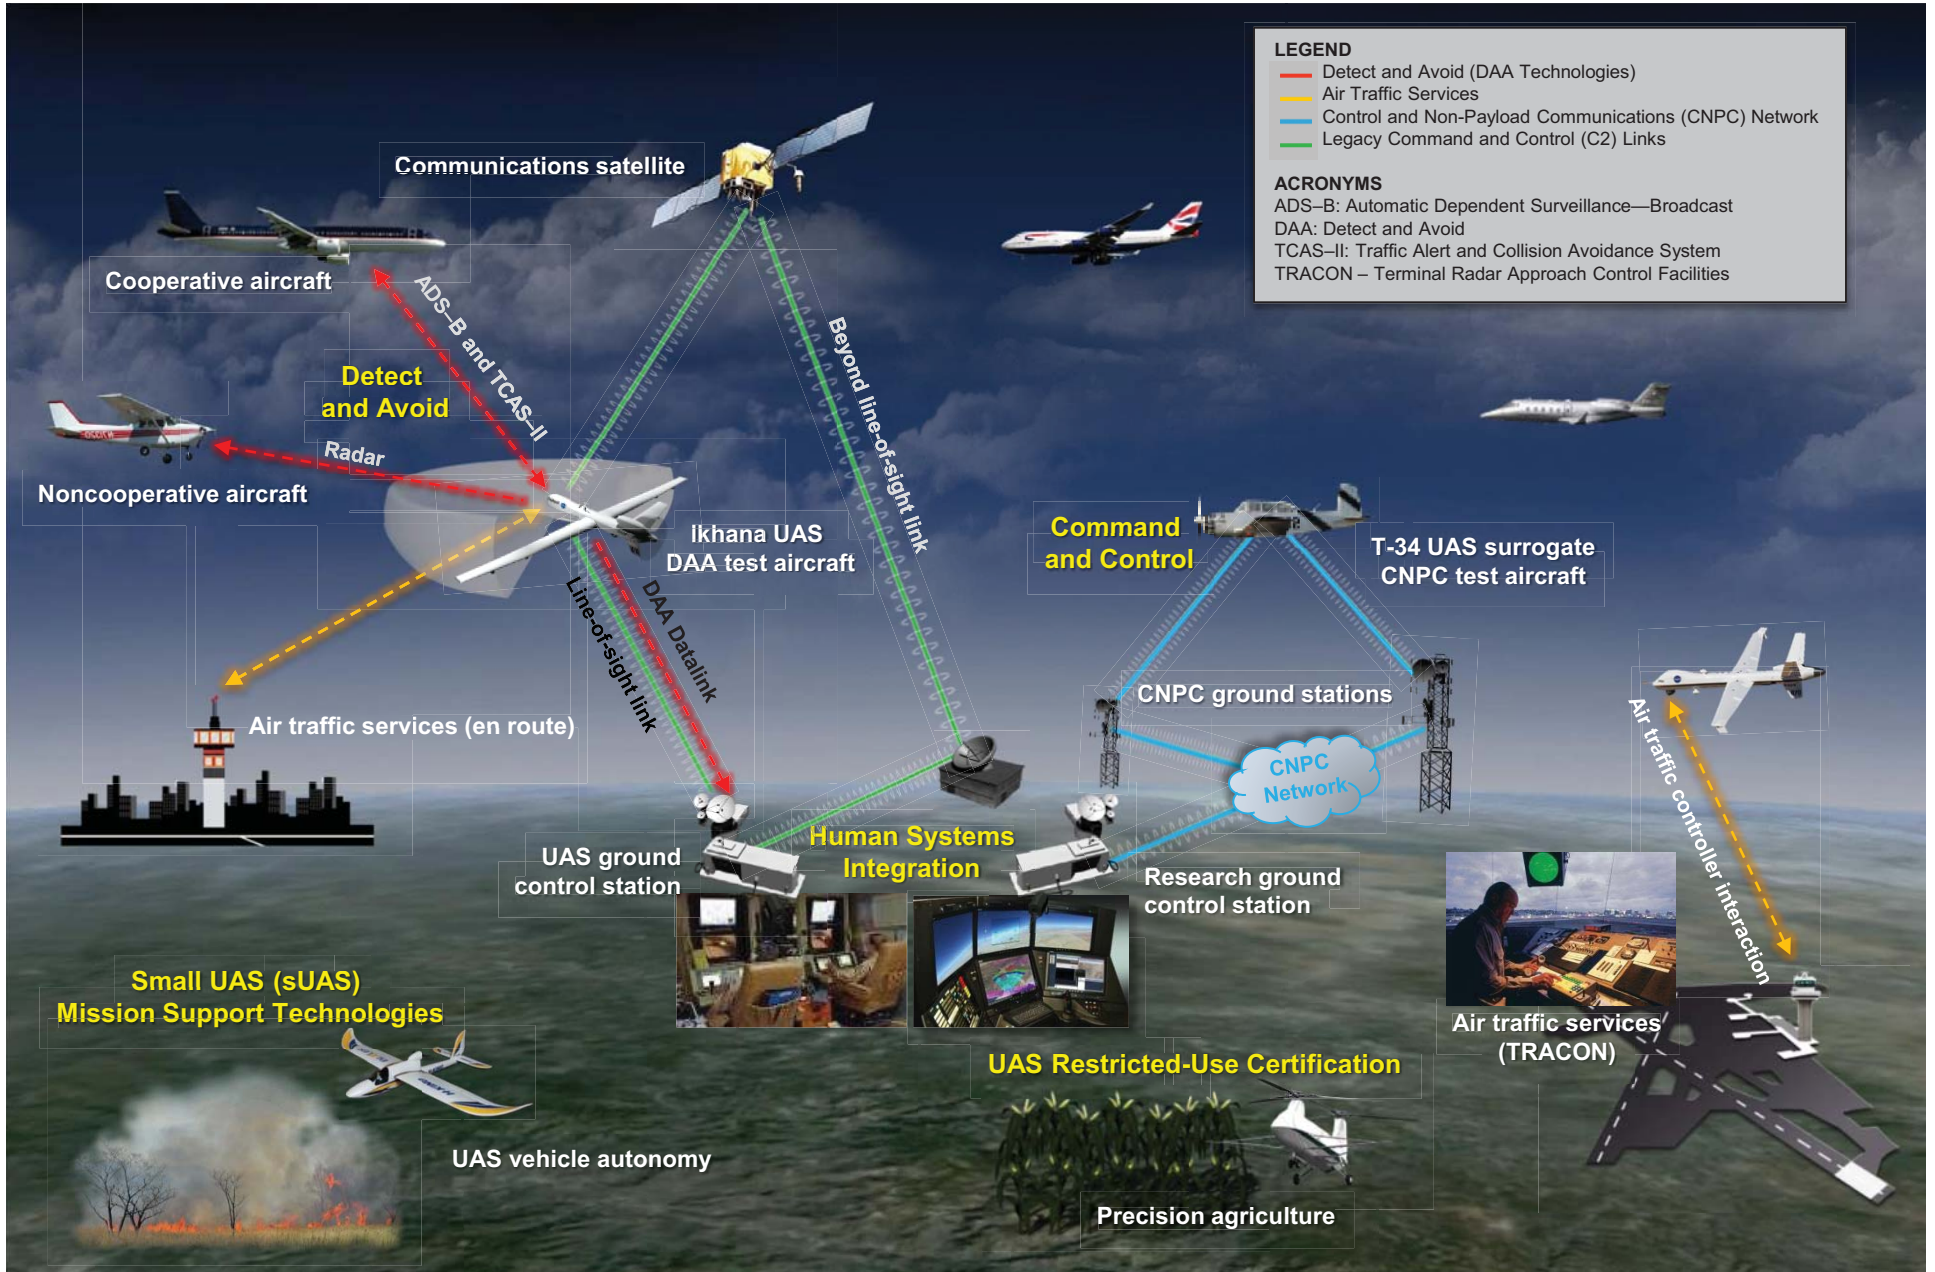 LEGEND
Detect and Avoid (DAA Technologies)
Air Traffic Services
Control and Non-Payload Communications (CNPC) Network
Legacy Command and Control (C2) Links
ACRONYMS
ADS–B: Automatic Dependent Surveillance—Broadcast
DAA: Detect and Avoid
TCAS–II: Traffic Alert and Collision Avoidance System
TRACON – Terminal Radar Approach Control Facilities
Communications satellite
Cooperative aircraft
ADS–B and TCAS–II
Detect
and Avoid
Radar
Noncooperative aircraft
Beyond line-of-sight link
Ikhana UAS
DAA test aircraft
Line-of-sight link
DAA Datalink
Air traffic services (en route)
Command
and Control
T-34 UAS surrogate
CNPC test aircraft
CNPC ground stations
CNPC
Network
Air traffic controller interaction
UAS ground
control station
Human Systems
Integration
Research ground
control station
Air traffic services
(TRACON)
Small UAS (sUAS)
Mission Support Technologies
UAS vehicle autonomy
UAS Restricted-Use Certification
Precision agriculture